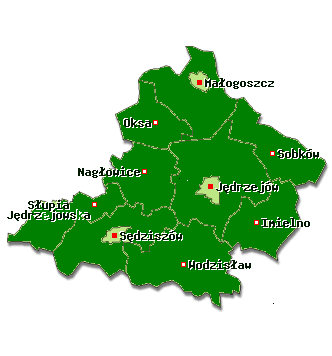 Małogoszcz
Oksa
Sobków
Nagłowice
Jędrzejów
Słupia
Jędrzejowska
Imielno
Sędziszów
Wodzisław